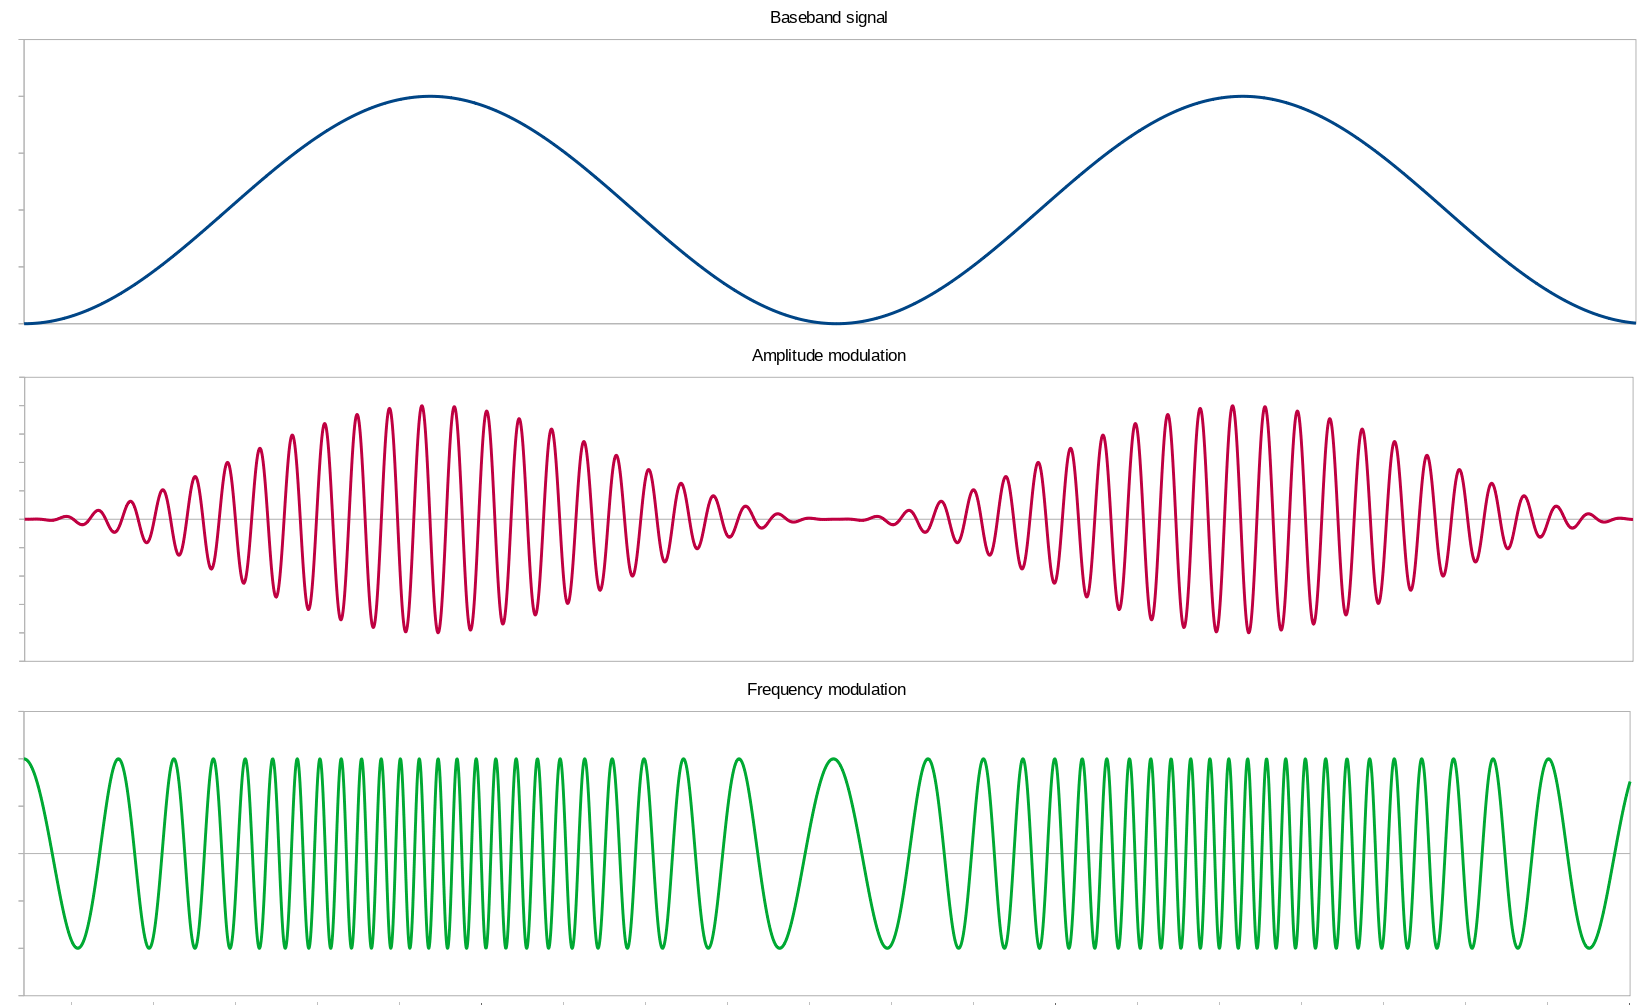 Baseband signal
Amplitude modulation
Frequency modulation